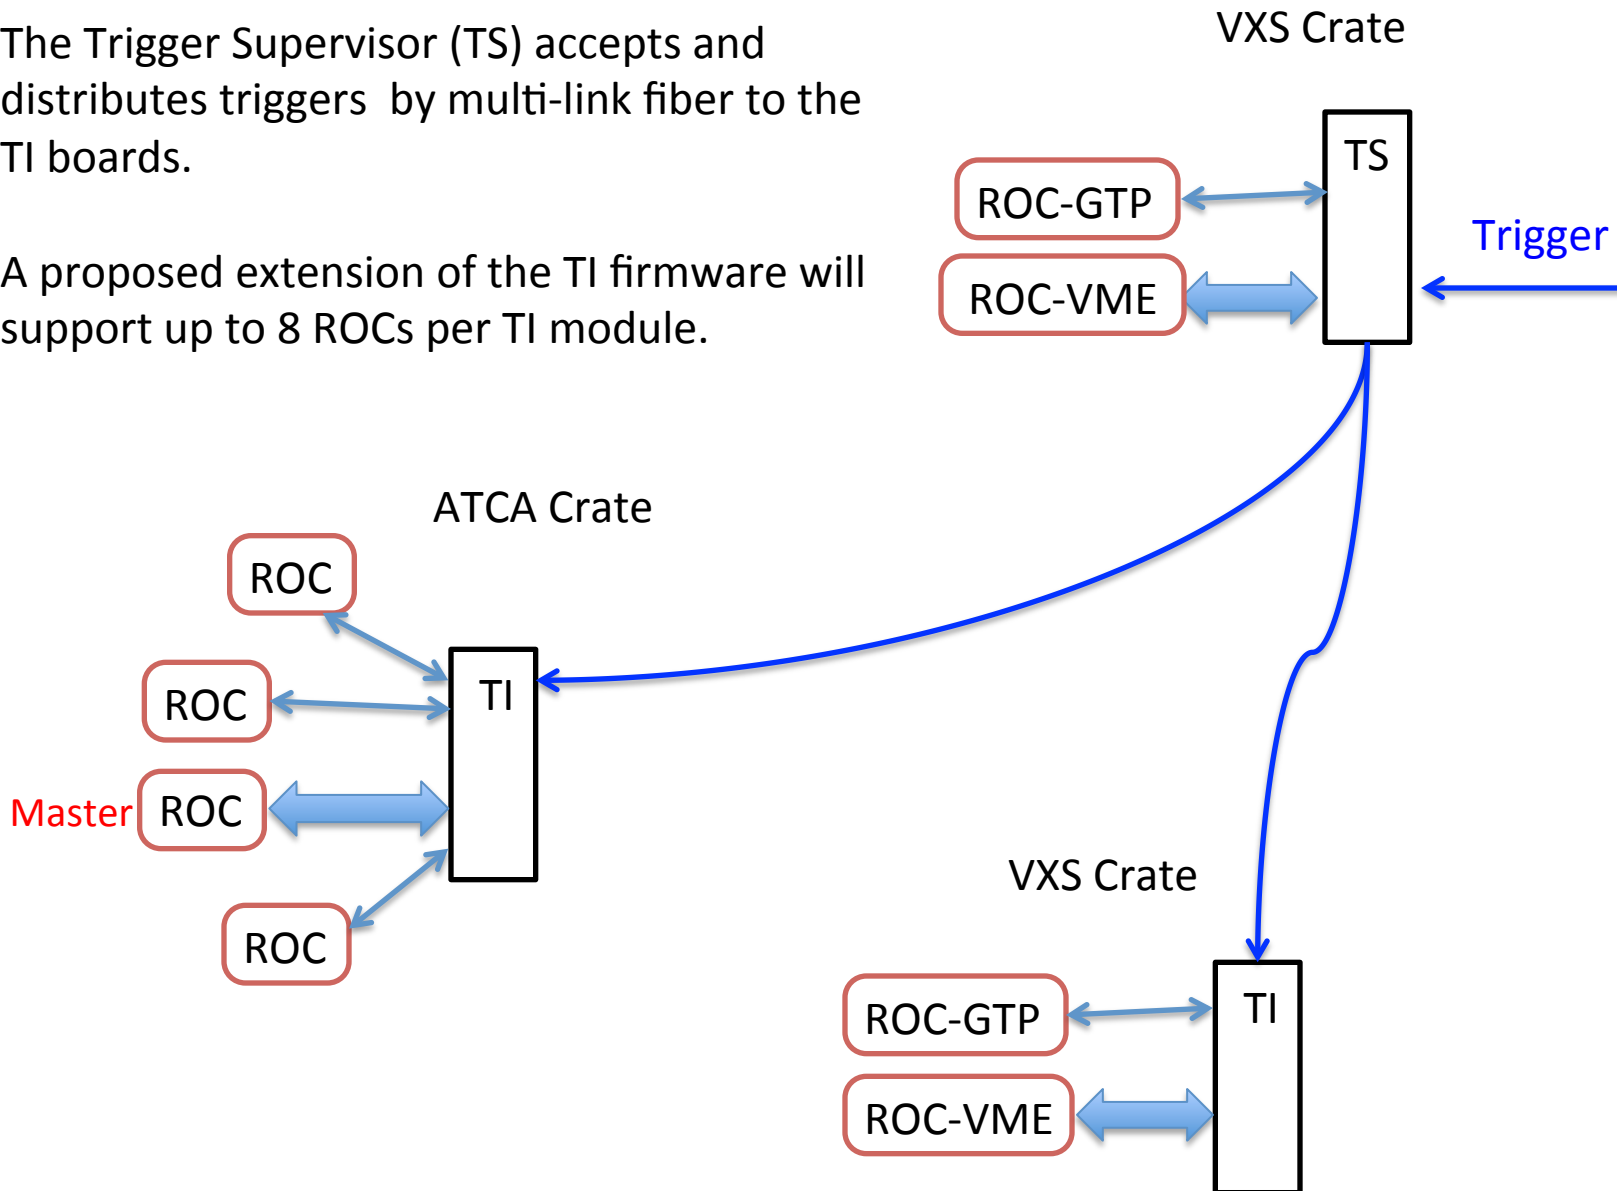 The Trigger Supervisor (TS) accepts and
distributes triggers  by multi-link fiber to the
TI boards.
A proposed extension of the TI firmware will
support up to 8 ROCs per TI module.
VXS Crate
TS
ROC-GTP
Trigger
ROC-VME
ATCA Crate
ROC
TI
ROC
Master
ROC
ROC
VXS Crate
TI
ROC-GTP
ROC-VME